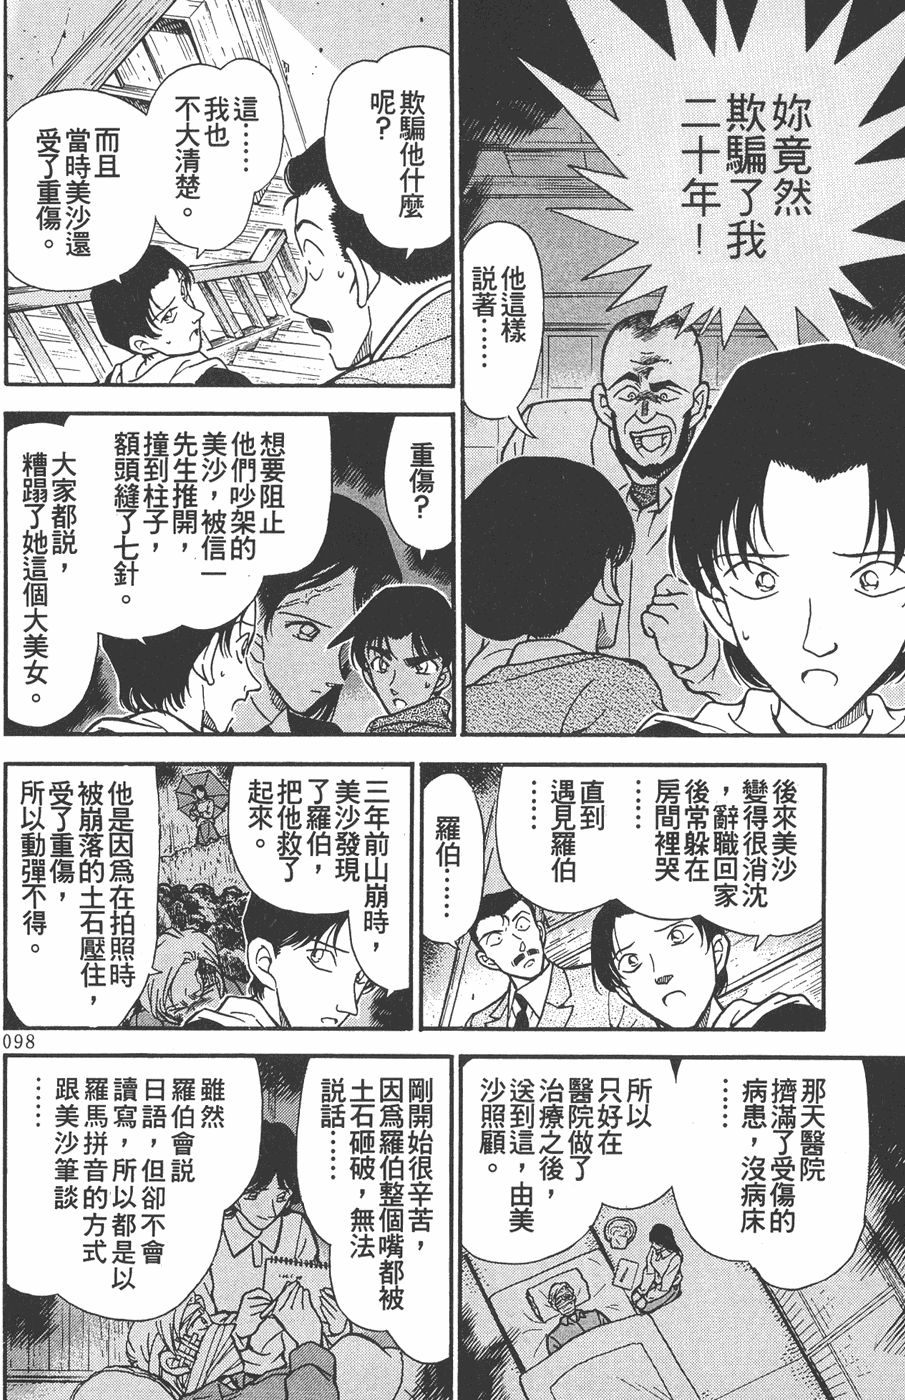 妳竟然
欺騙了我
二十年！
他這樣
説著……
欺騙他什麼
呢？
這……
我也
不大清楚。
而且
當時美沙還
受了重傷。
重傷？
想要阻止
他們吵架的
美沙，被信一
先生推開，
撞到柱子，
額頭縫了七針。
大家都説，
糟蹋了她這個大美女。
後來美沙
變得很消沈
，辭職回家
後常躲在
房間裡哭
……
直到
遇見羅伯
……
羅伯……
三年前山崩時，
美沙發現
了羅伯，
把他救了
起來。
他是因爲在拍照時
被崩落的土石壓住，
受了重傷，
所以動彈不得。
098
那天醫院
擠滿了受傷的
病患，沒病床
……
所以
只好在
醫院做了
治療之後，
送到這，由美
沙照顧。
剛開始很辛苦，
因爲羅伯整個嘴都被
土石砸破，無法
説話……
雖然
羅伯會説
日語，但卻不會
讀寫，所以都是以
羅馬拼音的方式
跟美沙筆談
……